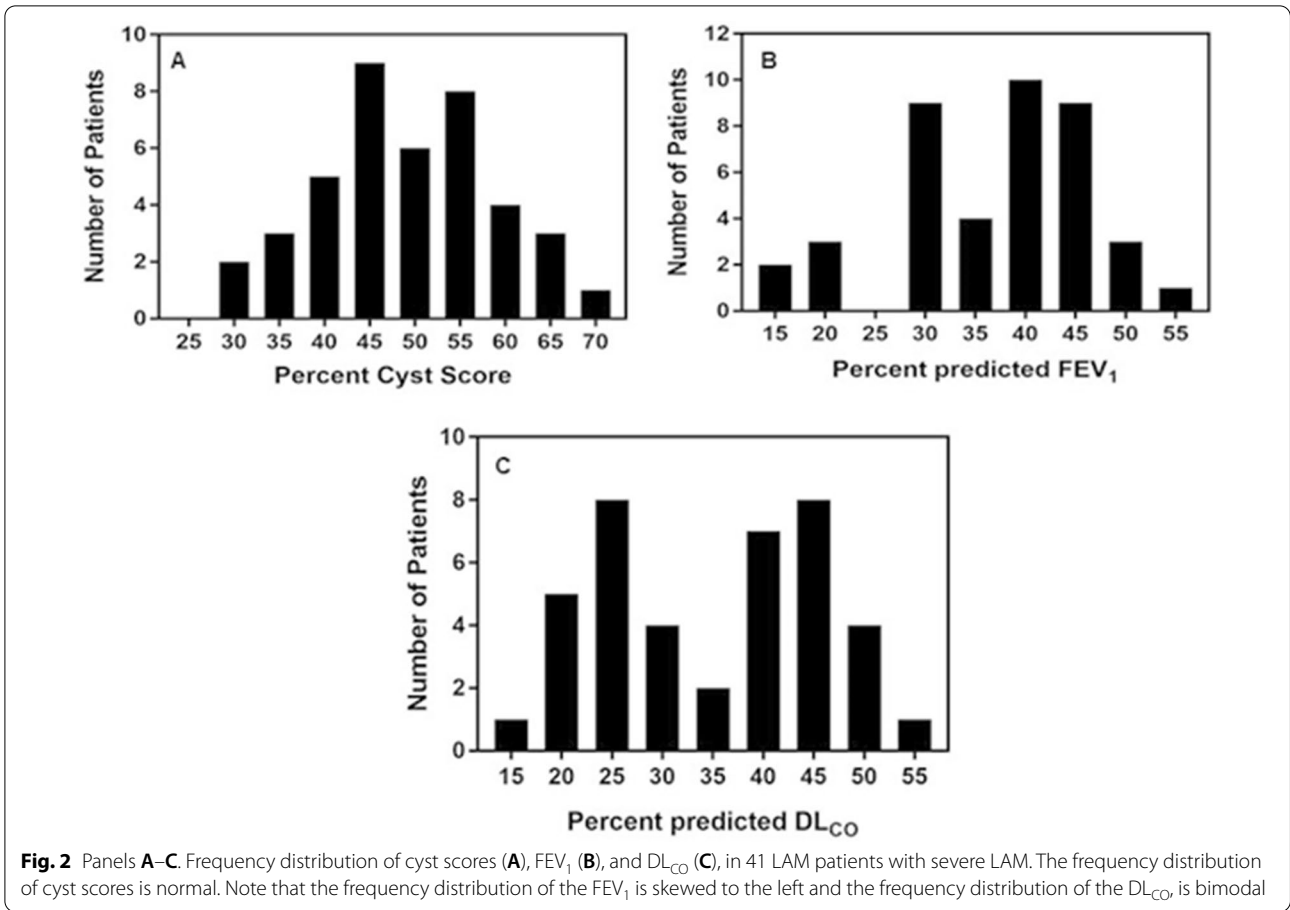 A
10
8
6
4
2
0
Number of Patients
25 30 35 40 45 50 55 60 65 70
Percent Cyst Score
B
12
10
8
6
4
2
0
Number of Patients
15 20 25 30 35 40 45 50 55
Percent predicted FEV₁
C
10
8
6
4
2
0
Number of Patients
15 20 25 30 35 40 45 50 55
Percent predicted DL_CO
Fig. 2 Panels A–C. Frequency distribution of cyst scores (A), FEV₁ (B), and DL_CO (C), in 41 LAM patients with severe LAM. The frequency distribution
of cyst scores is normal. Note that the frequency distribution of the FEV₁ is skewed to the left and the frequency distribution of the DL_CO, is bimodal